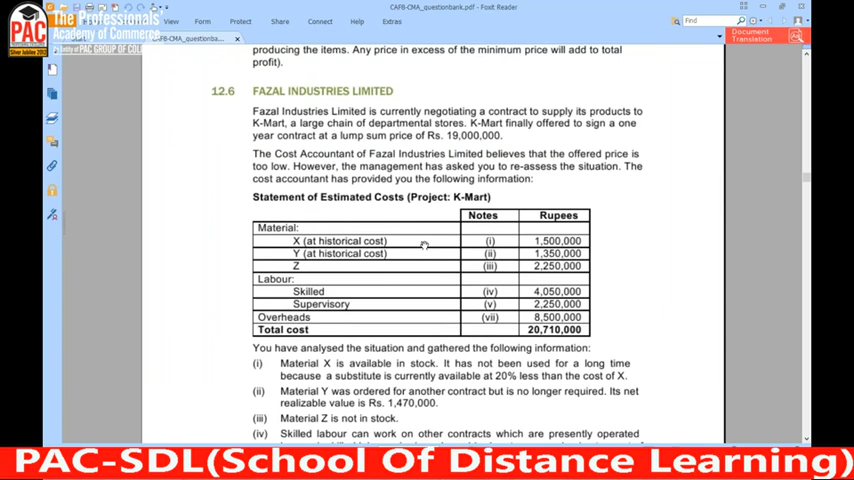 CAFB-CMA_questionbank.pdf - Foxit Reader
PAC
Silver Jubilee 2012
The Professionals'
Academy of Commerce
View Form Protect Share Connect Help Extras
Find
Document
Translation
Entity of PAC GROUP OF COL
producing the items. Any price in excess of the minimum price will add to total
profit).
12.6 FAZAL INDUSTRIES LIMITED
Fazal Industries Limited is currently negotiating a contract to supply its products to
K-Mart, a large chain of departmental stores. K-Mart finally offered to sign a one
year contract at a lump sum price of Rs. 19,000,000.
The Cost Accountant of Fazal Industries Limited believes that the offered price is
too low. However, the management has asked you to re-assess the situation. The
cost accountant has provided you the following information:
Statement of Estimated Costs (Project: K-Mart)
Notes Rupees
Material:
X (at historical cost) (i) 1,500,000
Y (at historical cost) (ii) 1,350,000
Z (iii) 2,250,000
Labour:
Skilled (iv) 4,050,000
Supervisory (v) 2,250,000
Overheads (vii) 8,500,000
Total cost 20,710,000
You have analysed the situation and gathered the following information:
(i) Material X is available in stock. It has not been used for a long time
because a substitute is currently available at 20% less than the cost of X.
(ii) Material Y was ordered for another contract but is no longer required. Its net
realizable value is Rs. 1,470,000.
(iii) Material Z is not in stock.
(iv) Skilled labour can work on other contracts which are presently operated
PAC-SDL(School Of Distance Learning)